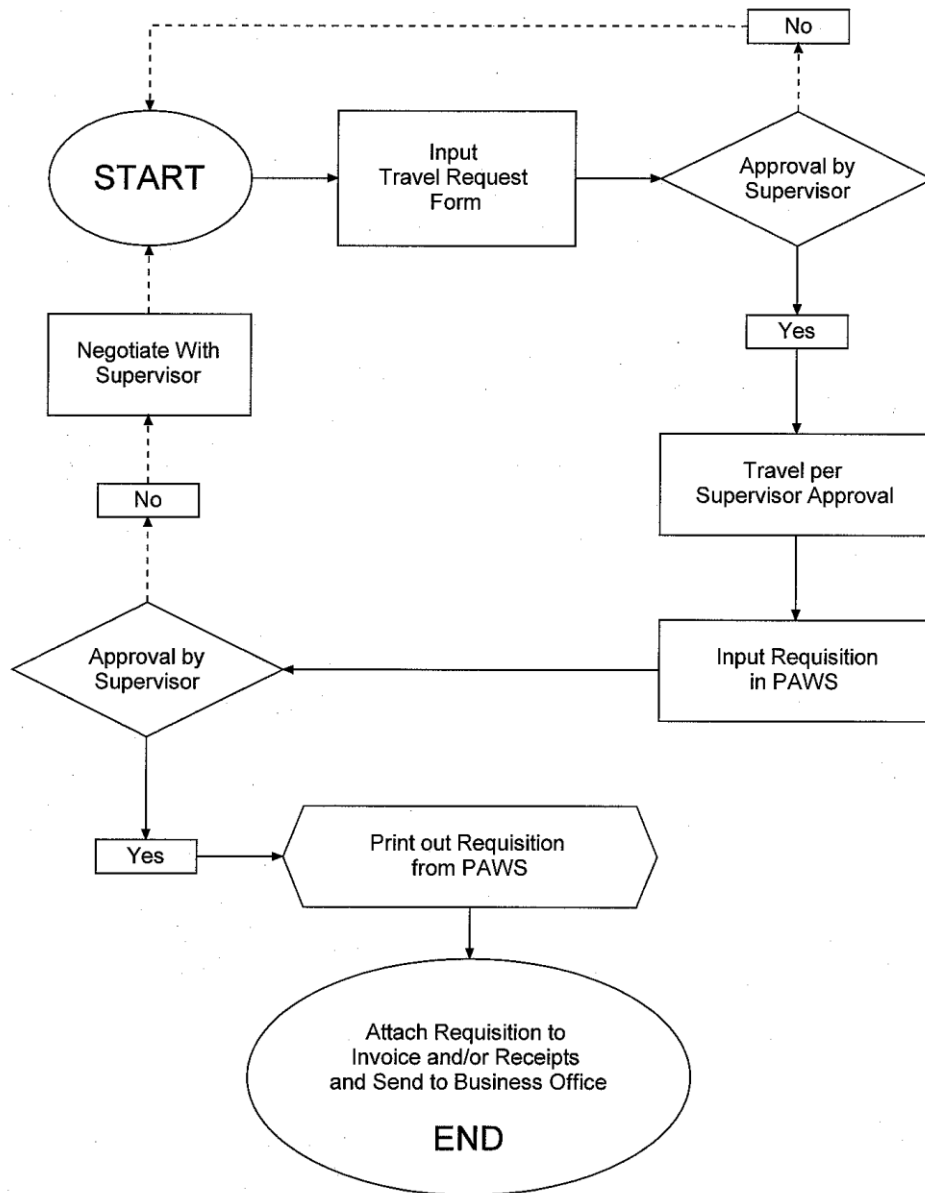 No
START
Input
Travel Request
Form
Approval by
Supervisor
Yes
Negotiate With
Supervisor
Travel per
Supervisor Approval
No
Approval by
Supervisor
Input Requisition
in PAWS
Yes
Print out Requisition
from PAWS
Attach Requisition to
Invoice and/or Receipts
and Send to Business Office
END